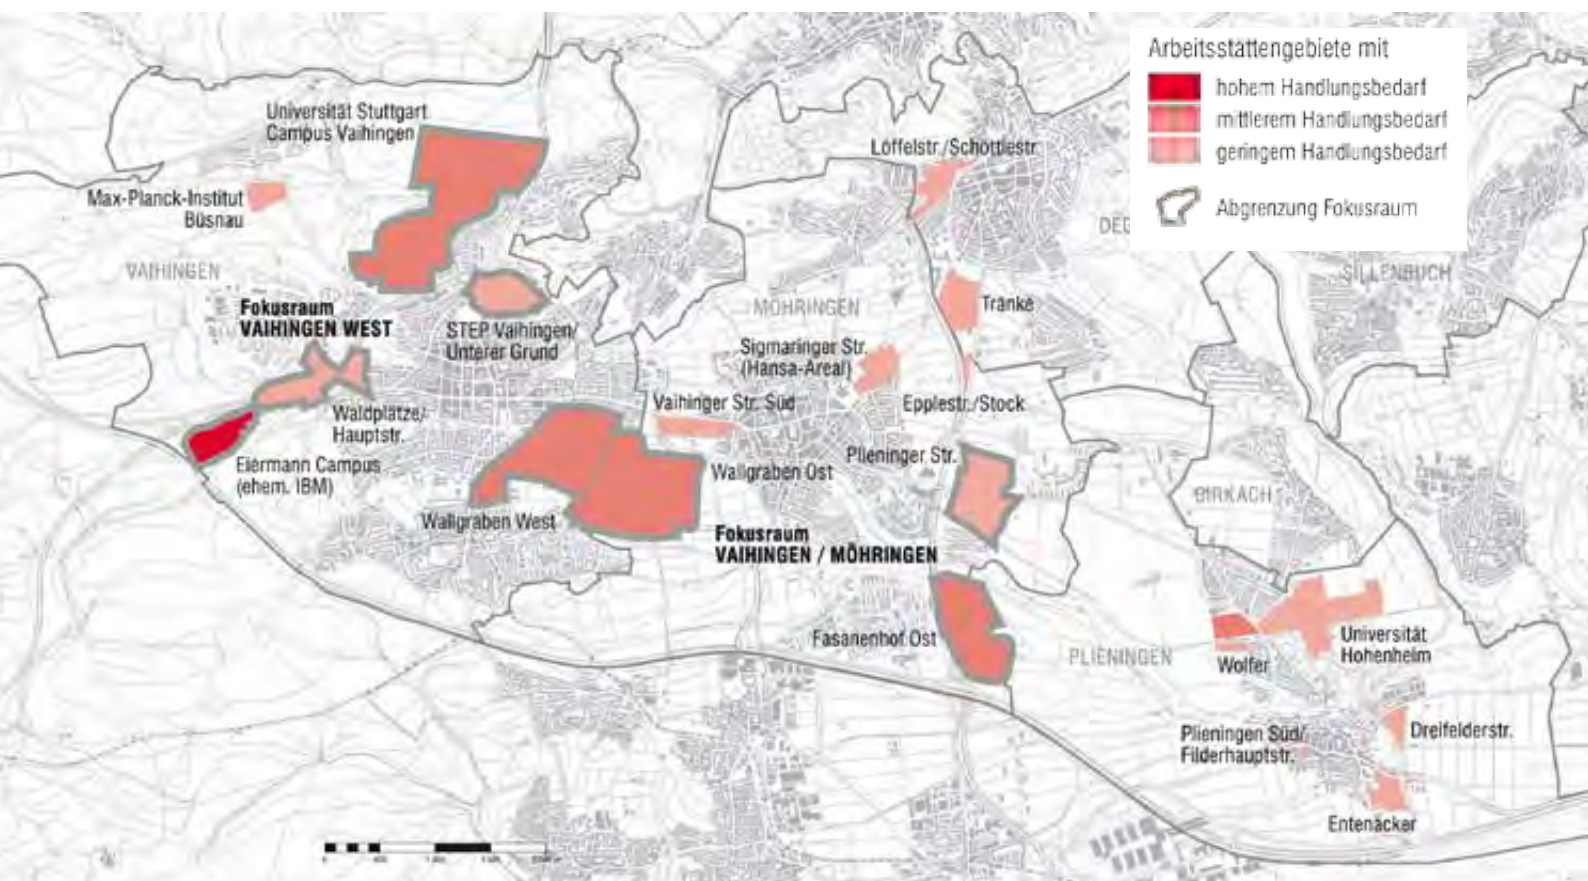 Arbeitsstättengebiete mit
hohem Handlungsbedarf
mittlerem Handlungsbedarf
geringem Handlungsbedarf
Abgrenzung Fokusraum
Universität Stuttgart
Campus Vaihingen
Max-Planck-Institut
Büsnau
VAIHINGEN
Fokusraum
VAIHINGEN WEST
STEP Vaihingen/
Unterer Grund
Waldplätze/
Hauptstr.
Eiermann Campus
(ehem. IBM)
Löffelstr./Schöttlestr.
DEG
SILLENBUCH
MÖHRINGEN
Tränke
Sigmaringer Str.
(Hansa-Areal)
Vaihinger Str. Süd
Epplestr./Stock
Plieninger Str.
Wallgraben Ost
Wallgraben West
BIRKACH
Fokusraum
VAIHINGEN / MÖHRINGEN
Fasanenhof Ost
PLIENINGEN
Universität
Hohenheim
Wolfer
Plieningen Süd/
Filderhauptstr.
Dreifelderstr.
Entenäcker